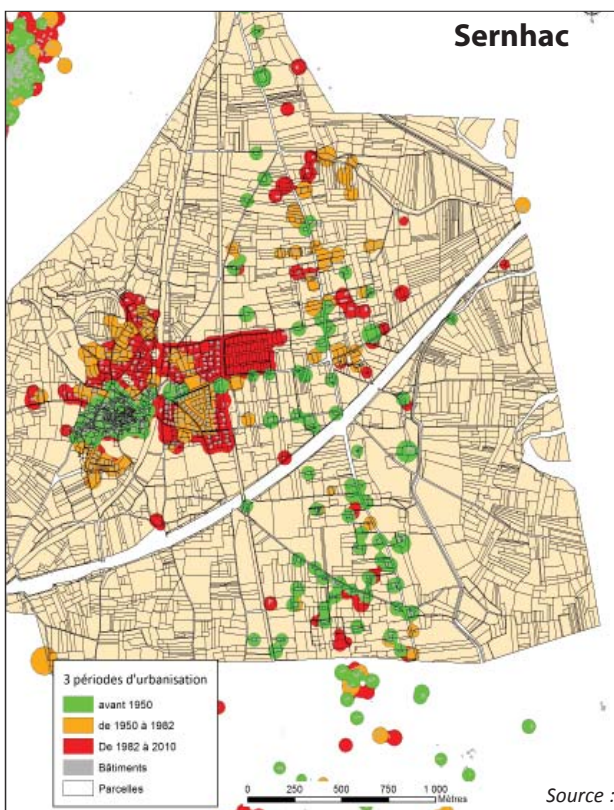 Sernhac
3 périodes d'urbanisation
avant 1950
de 1950 à 1982
De 1982 à 2010
Bâtiments
Parcelles
0 250 500 750 1 000
Mètres
Source :